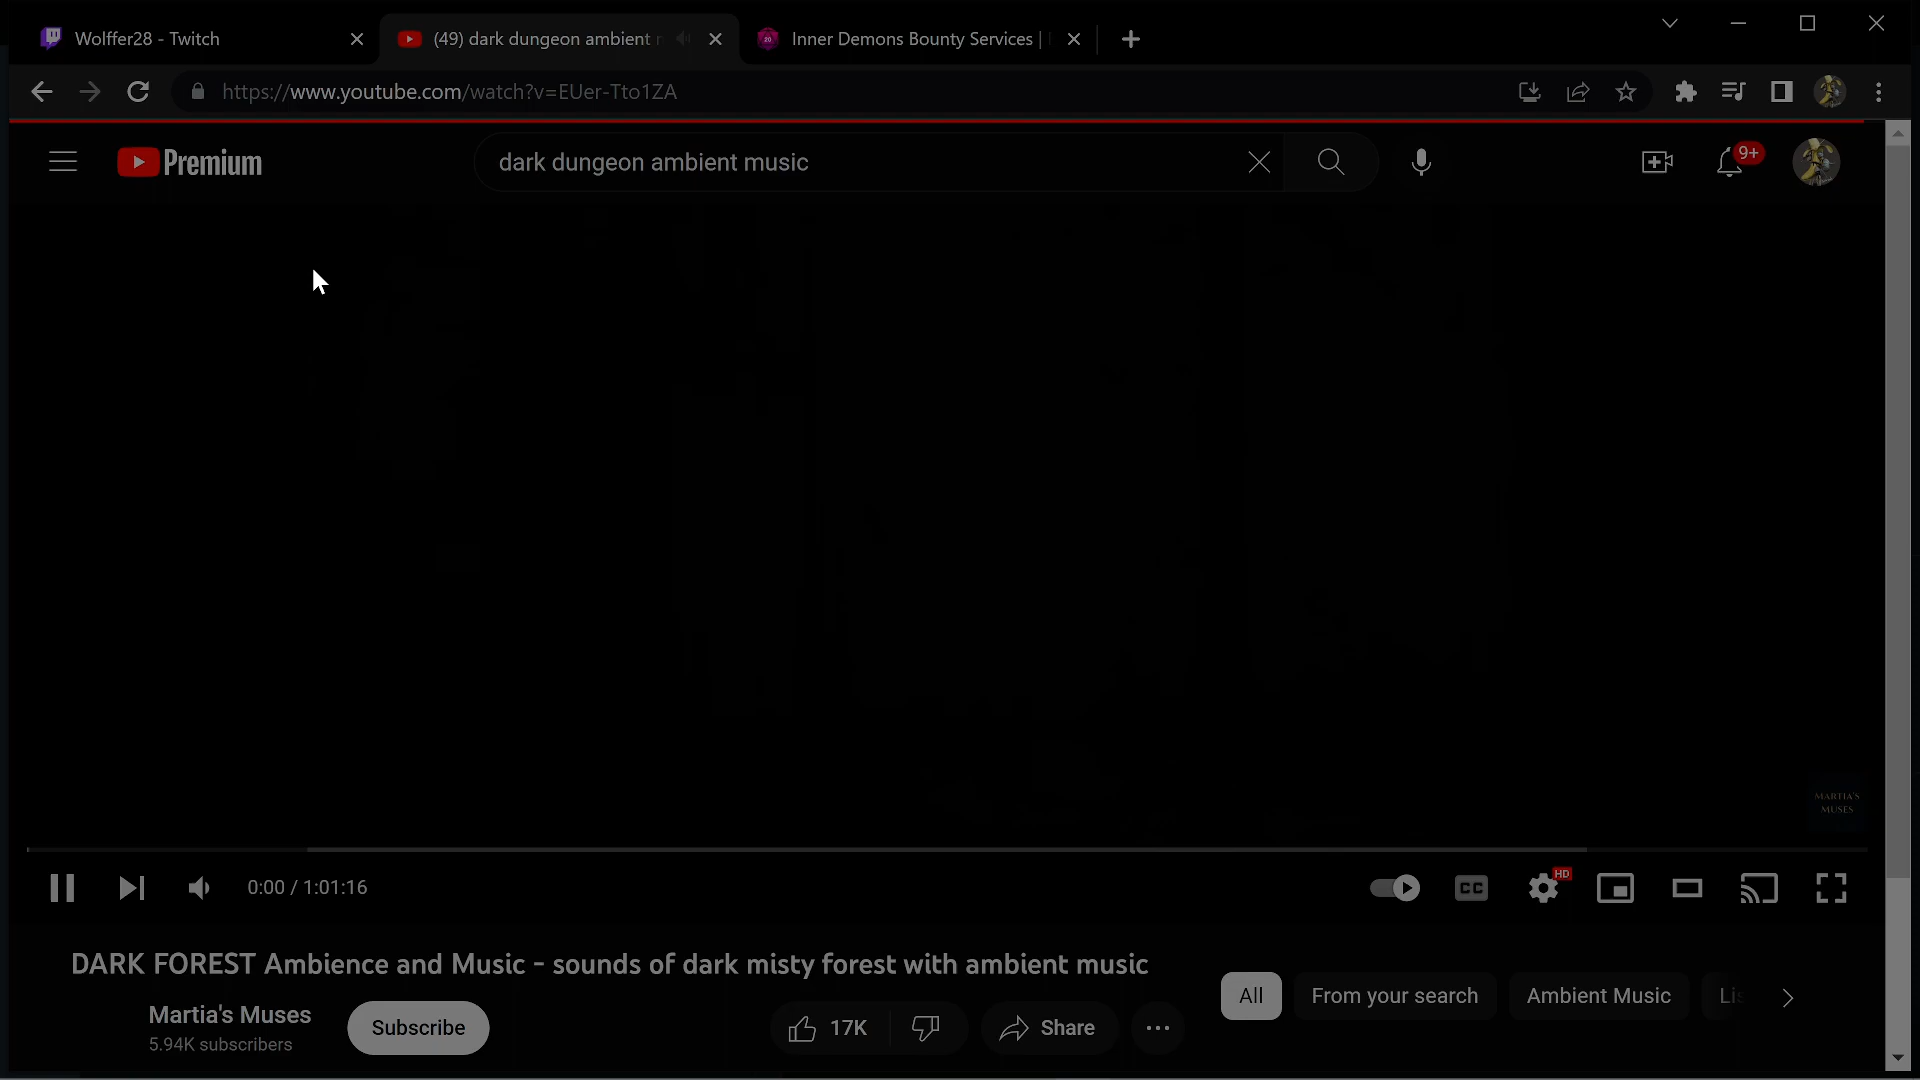 Wolffer28 - Twitch
(49) dark dungeon ambient
20
Inner Demons Bounty Services |
https://www.youtube.com/watch?v=EUer-Tto1ZA
Premium
dark dungeon ambient music
9+
MARTIA'S
MUSES
0:00 / 1:01:16
CC
HD
DARK FOREST Ambience and Music - sounds of dark misty forest with ambient music
Martia's Muses
5.94K subscribers
Subscribe
17K
Share
All
From your search
Ambient Music